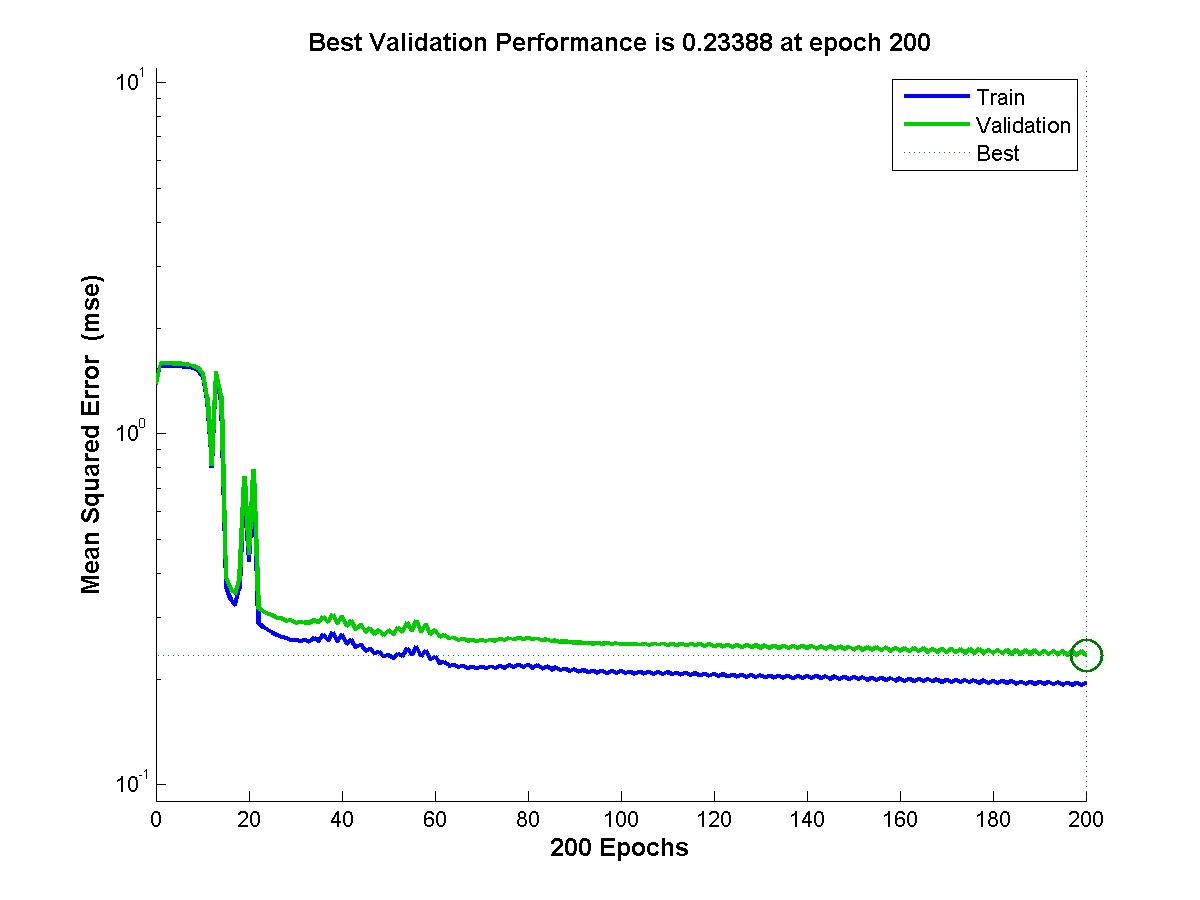 Best Validation Performance is 0.23388 at epoch 200
Mean Squared Error (mse)
10^1
10^0
10^-1
Train
Validation
Best
0 20 40 60 80 100 120 140 160 180 200
200 Epochs